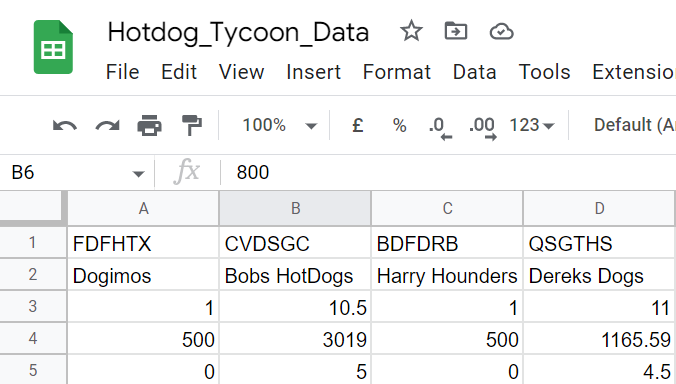 Hotdog_Tycoon_Data
File Edit View Insert Format Data Tools Extensio
100% £ % .0 .00 123 Default (A
B6 fx 800
A B C D
1 FDFHTX CVDSGC BDFDRB QSGTHS
2 Dogimos Bobs HotDogs Harry Hounders Dereks Dogs
3 1 10.5 1 11
4 500 3019 500 1165.59
5 0 5 0 4.5